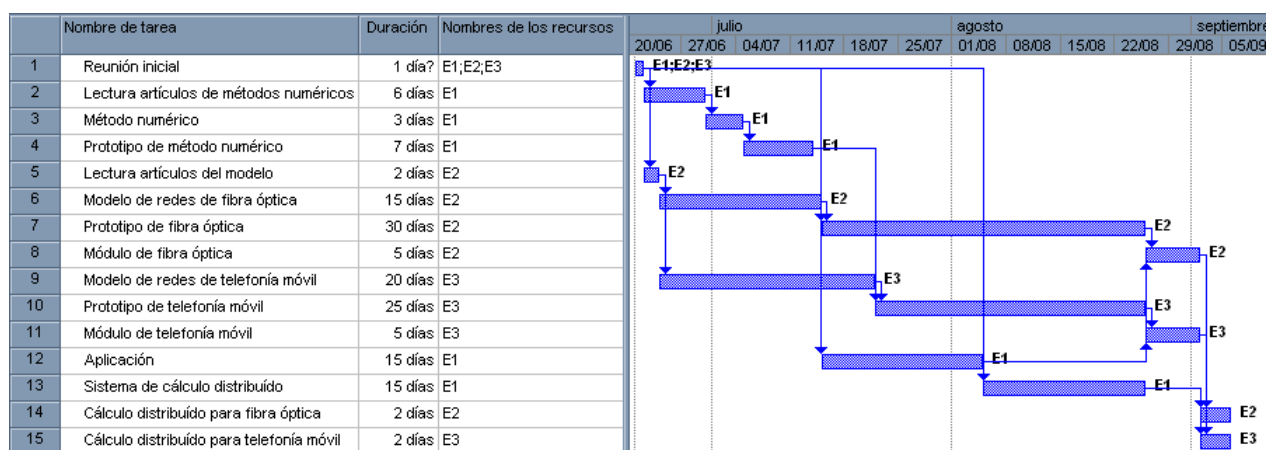 Nombre de tarea Duración Nombres de los recursos julio agosto septiembre
20/06 27/06 04/07 11/07 18/07 25/07 01/08 08/08 15/08 22/08 29/08 05/09
1 Reunión inicial 1 día? E1;E2;E3 E1;E2;E3
2 Lectura artículos de métodos numéricos 6 días E1 E1
3 Método numérico 3 días E1 E1
4 Prototipo de método numérico 7 días E1 E1
5 Lectura artículos del modelo 2 días E2 E2
6 Modelo de redes de fibra óptica 15 días E2 E2
7 Prototipo de fibra óptica 30 días E2 E2
8 Módulo de fibra óptica 5 días E2 E2
9 Modelo de redes de telefonía móvil 20 días E3 E3
10 Prototipo de telefonía móvil 25 días E3 E3
11 Módulo de telefonía móvil 5 días E3 E3
12 Aplicación 15 días E1 E1
13 Sistema de cálculo distribuído 15 días E1 E1
14 Cálculo distribuído para fibra óptica 2 días E2 E2
15 Cálculo distribuído para telefonía móvil 2 días E3 E3